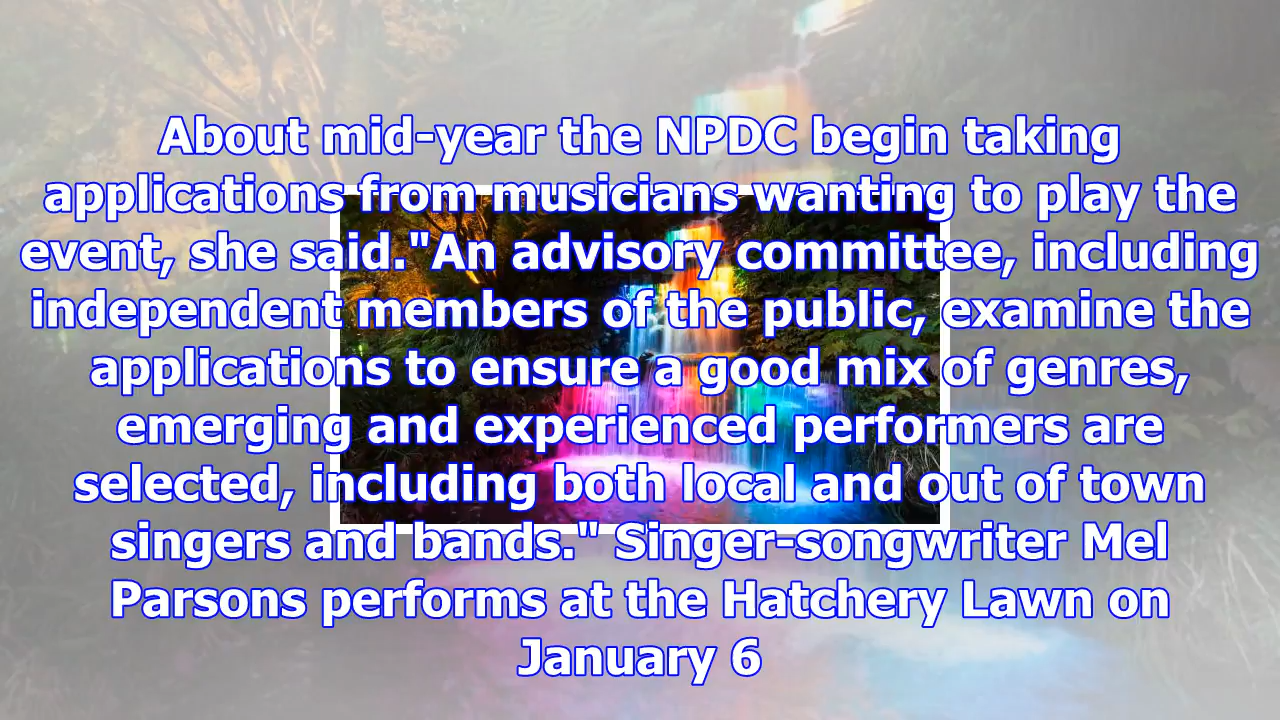 About mid-year the NPDC begin taking
applications from musicians wanting to play the
event, she said."An advisory committee, including
independent members of the public, examine the
applications to ensure a good mix of genres,
emerging and experienced performers are
selected, including both local and out of town
singers and bands." Singer-songwriter Mel
Parsons performs at the Hatchery Lawn on
January 6